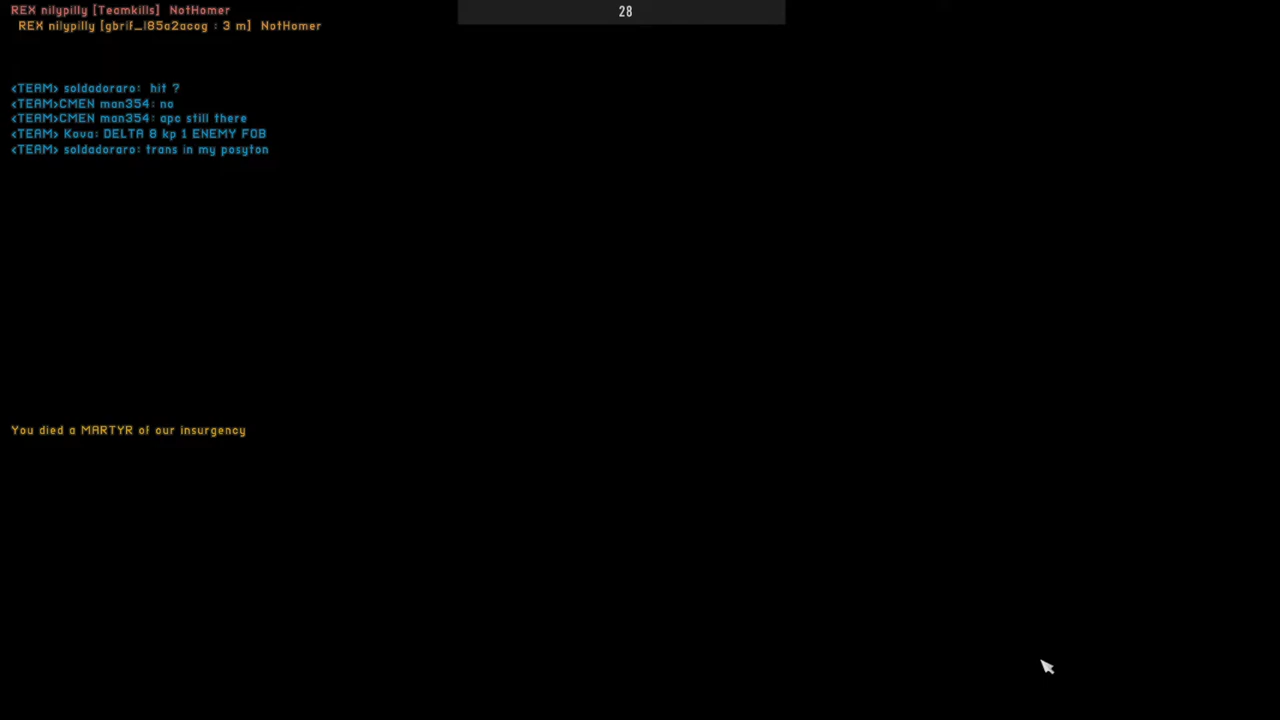 REX nilypilly [Teamkills] NotHomer
28
REX nilypilly [gbrif_l85a2acog : 3 m] NotHomer
<TEAM> soldadoraro: hit ?
<TEAM>CMEN man354: no
<TEAM>CMEN man354: apc still there
<TEAM> Kava: DELTA 8 kp 1 ENEMY FOB
<TEAM> soldadoraro: trans in my posyton
You died a MARTYR of our insurgency